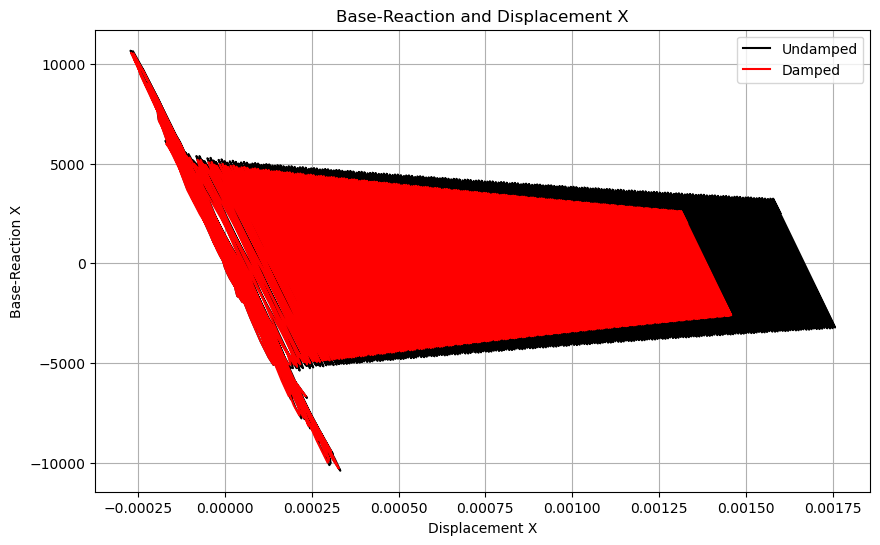 Base-Reaction and Displacement X
Undamped
Damped
10000
5000
0
−5000
−10000
Base-Reaction X
−0.00025
0.00000
0.00025
0.00050
0.00075
0.00100
0.00125
0.00150
0.00175
Displacement X